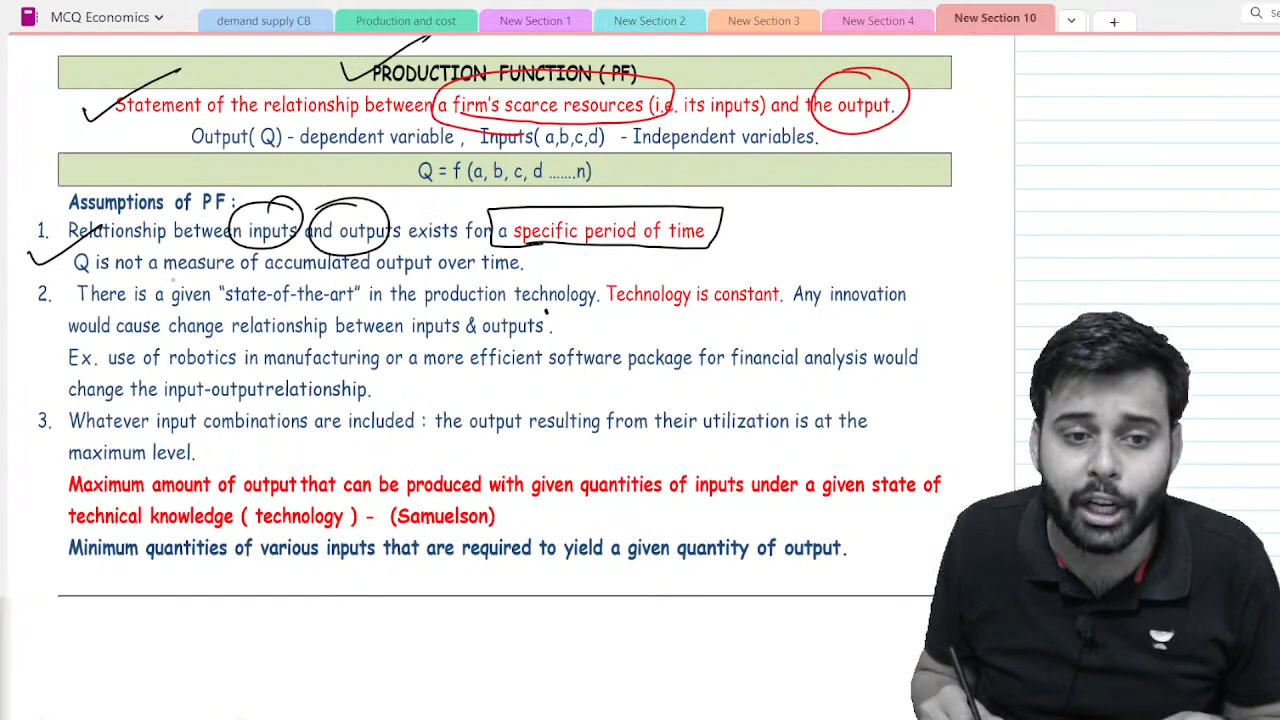 MCQ Economics
demand supply CB
Production and cost
New Section 1
New Section 2
New Section 3
New Section 4
New Section 10
PRODUCTION FUNCTION ( PF)
Statement of the relationship between a firm's scarce resources (i.e. its inputs) and the output.
Output( Q) - dependent variable , Inputs( a,b,c,d) - Independent variables.
Q = f (a, b, c, d …….n)
Assumptions of P F :
1. Relationship between inputs and outputs exists for a specific period of time
Q is not a measure of accumulated output over time.
2. There is a given “state-of-the-art” in the production technology. Technology is constant. Any innovation
would cause change relationship between inputs & outputs .
Ex. use of robotics in manufacturing or a more efficient software package for financial analysis would
change the input-outputrelationship.
3. Whatever input combinations are included : the output resulting from their utilization is at the
maximum level.
Maximum amount of output that can be produced with given quantities of inputs under a given state of
technical knowledge ( technology ) - (Samuelson)
Minimum quantities of various inputs that are required to yield a given quantity of output.